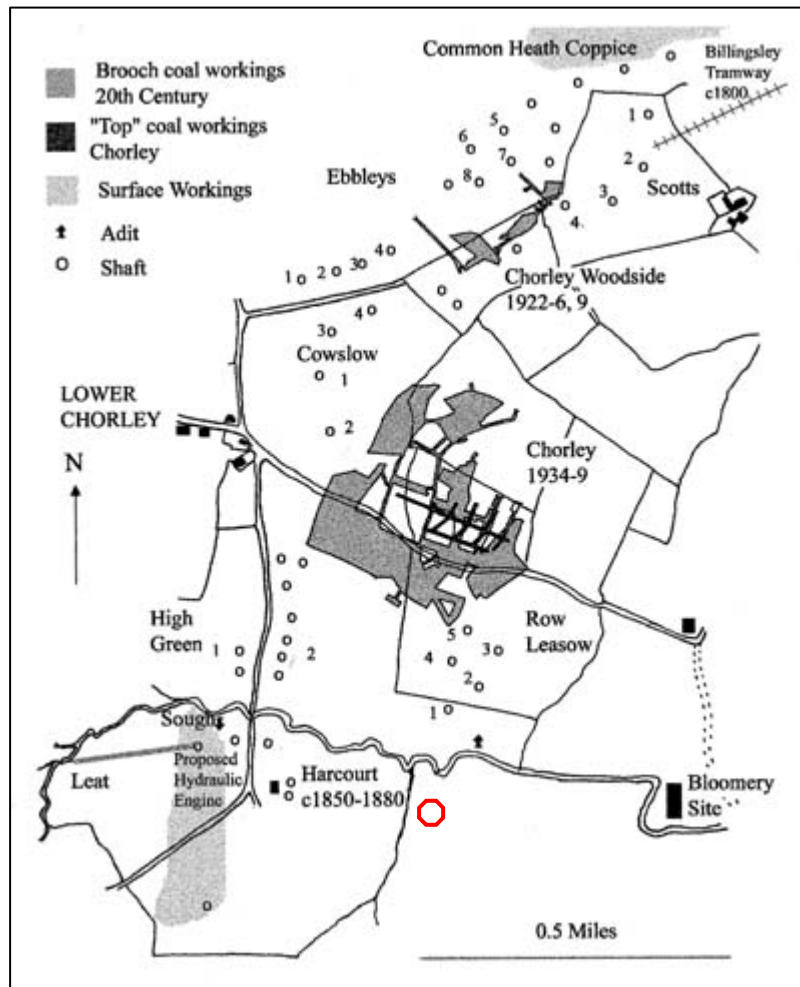 Common Heath Coppice
Billingsley
Tramway
c1800
Brooch coal workings
20th Century
"Top" coal workings
Chorley
Surface Workings
Adit
Shaft
Ebbleys
Scotts
1
2
3
4
5
6
7
8
1
2
3
4
Chorley Woodside
1922-6, 9
4
3
Cowslow
1
2
LOWER
CHORLEY
N
Chorley
1934-9
High
Green
1
2
Row
Leasow
5
4
3
2
1
Sough
Leat
Proposed
Hydraulic
Engine
Harcourt
c1850-1880
Bloomery
Site
0.5 Miles